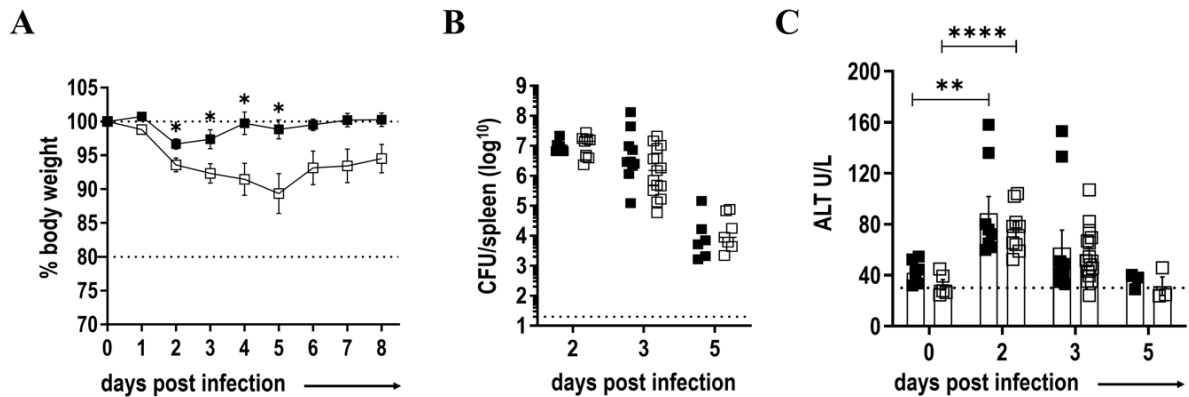 A
% body weight
105
100
95
90
85
80
75
70
* * * *
0 1 2 3 4 5 6 7 8
days post infection
B
CFU/spleen (log¹⁰)
9
8
7
6
5
4
3
2
1
2 3 5
days post infection
C
****
**
ALT U/L
200
160
120
80
40
0
0 2 3 5
days post infection